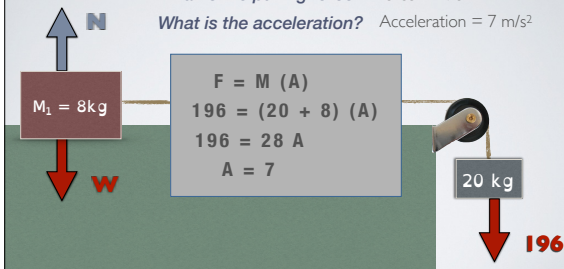 N
What is the acceleration? Acceleration = 7 m/s²
F = M (A)
M₁ = 8kg
196 = (20 + 8) (A)
196 = 28 A
A = 7
W
20 kg
196